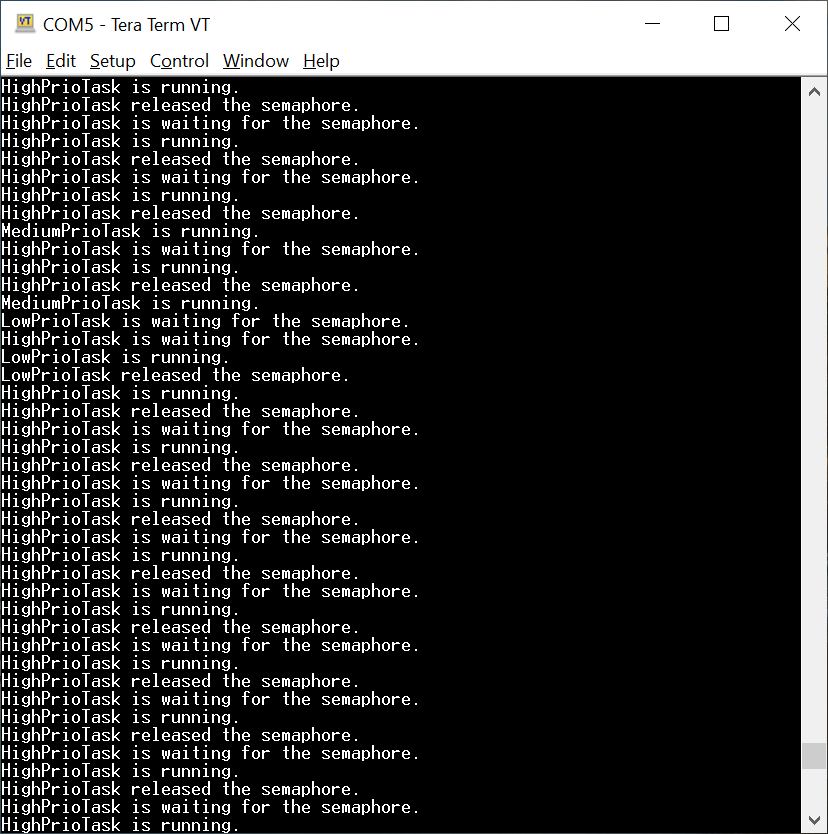 COM5 - Tera Term VT
File Edit Setup Control Window Help
HighPrioTask is running.
HighPrioTask released the semaphore.
HighPrioTask is waiting for the semaphore.
HighPrioTask is running.
HighPrioTask released the semaphore.
HighPrioTask is waiting for the semaphore.
HighPrioTask is running.
HighPrioTask released the semaphore.
MediumPrioTask is running.
HighPrioTask is waiting for the semaphore.
HighPrioTask is running.
HighPrioTask released the semaphore.
MediumPrioTask is running.
LowPrioTask is waiting for the semaphore.
HighPrioTask is waiting for the semaphore.
LowPrioTask is running.
LowPrioTask released the semaphore.
HighPrioTask is running.
HighPrioTask released the semaphore.
HighPrioTask is waiting for the semaphore.
HighPrioTask is running.
HighPrioTask released the semaphore.
HighPrioTask is waiting for the semaphore.
HighPrioTask is running.
HighPrioTask released the semaphore.
HighPrioTask is waiting for the semaphore.
HighPrioTask is running.
HighPrioTask released the semaphore.
HighPrioTask is waiting for the semaphore.
HighPrioTask is running.
HighPrioTask released the semaphore.
HighPrioTask is waiting for the semaphore.
HighPrioTask is running.
HighPrioTask released the semaphore.
HighPrioTask is waiting for the semaphore.
HighPrioTask is running.
HighPrioTask released the semaphore.
HighPrioTask is waiting for the semaphore.
HighPrioTask is running.
HighPrioTask released the semaphore.
HighPrioTask is waiting for the semaphore.
HighPrioTask is running.